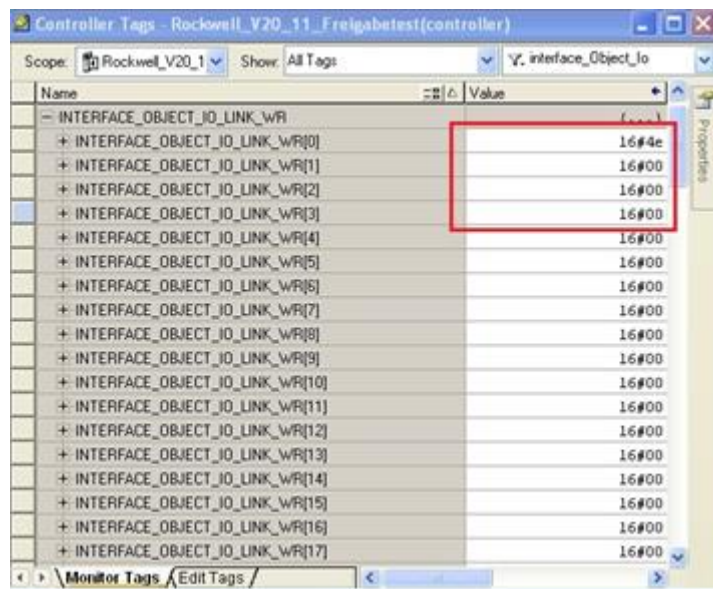 Controller Tags - Rockwell_V20_11_Freigabetest(controller)
Scope: Rockwell_V20_1 Show: All Tags interface_Object_Io
Name Value
INTERFACE_OBJECT_IO_LINK_WR {...}
INTERFACE_OBJECT_IO_LINK_WR[0] 16#4e
INTERFACE_OBJECT_IO_LINK_WR[1] 16#00
INTERFACE_OBJECT_IO_LINK_WR[2] 16#00
INTERFACE_OBJECT_IO_LINK_WR[3] 16#00
INTERFACE_OBJECT_IO_LINK_WR[4] 16#00
INTERFACE_OBJECT_IO_LINK_WR[5] 16#00
INTERFACE_OBJECT_IO_LINK_WR[6] 16#00
INTERFACE_OBJECT_IO_LINK_WR[7] 16#00
INTERFACE_OBJECT_IO_LINK_WR[8] 16#00
INTERFACE_OBJECT_IO_LINK_WR[9] 16#00
INTERFACE_OBJECT_IO_LINK_WR[10] 16#00
INTERFACE_OBJECT_IO_LINK_WR[11] 16#00
INTERFACE_OBJECT_IO_LINK_WR[12] 16#00
INTERFACE_OBJECT_IO_LINK_WR[13] 16#00
INTERFACE_OBJECT_IO_LINK_WR[14] 16#00
INTERFACE_OBJECT_IO_LINK_WR[15] 16#00
INTERFACE_OBJECT_IO_LINK_WR[16] 16#00
INTERFACE_OBJECT_IO_LINK_WR[17] 16#00
Monitor Tags Edit Tags
Properties